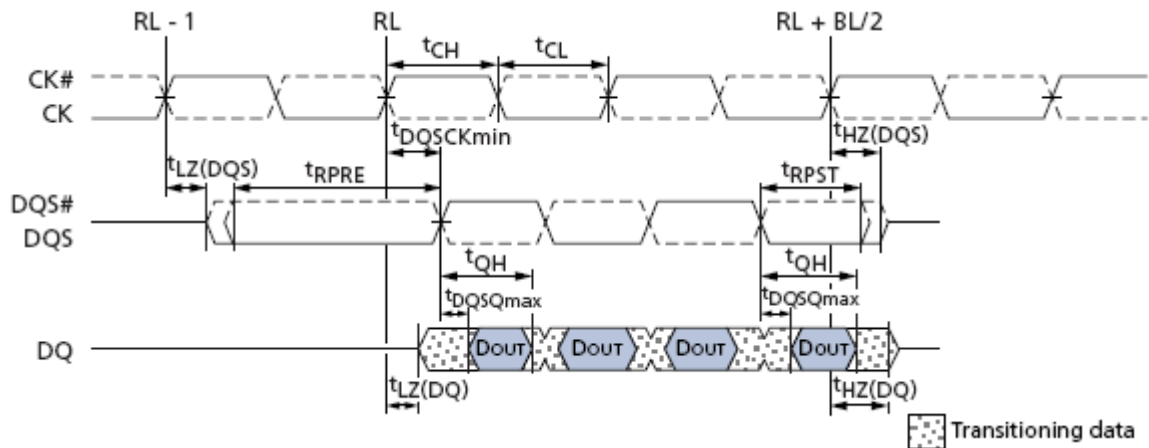 RL - 1
RL
RL + BL/2
tCH
tCL
CK#
CK
tDQSCKmin
tHZ(DQS)
tLZ(DQS)
tRPRE
tRPST
DQS#
DQS
tQH
tQH
tDQSQmax
tDQSQmax
DQ
DOUT
DOUT
DOUT
DOUT
tLZ(DQ)
tHZ(DQ)
Transitioning data